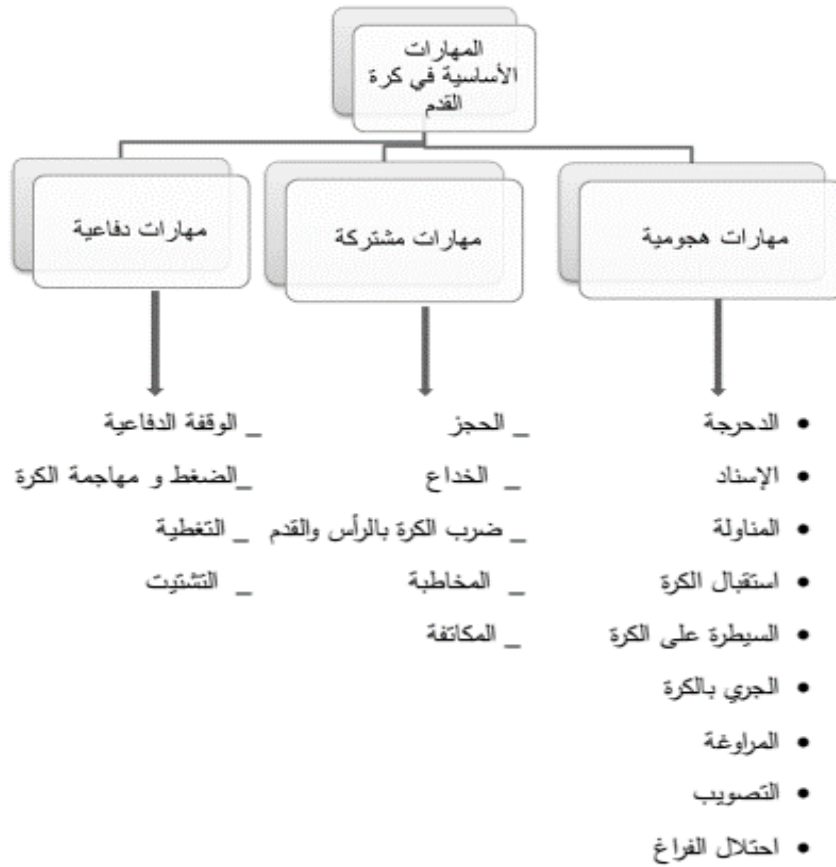 المهارات
الأساسية في كرة
القدم
مهارات هجومية
مهارات مشتركة
مهارات دفاعية
• الدحرجة
• الإسناد
• المناولة
• استقبال الكرة
• السيطرة على الكرة
• الجري بالكرة
• المراوغة
• التصويب
• احتلال الفراغ
_ الحجز
_ الخداع
_ ضرب الكرة بالرأس والقدم
_ المخاطبة
_ المكاتفة
_ الوقفة الدفاعية
_الضغط و مهاجمة الكرة
_ التغطية
_ التشتيت